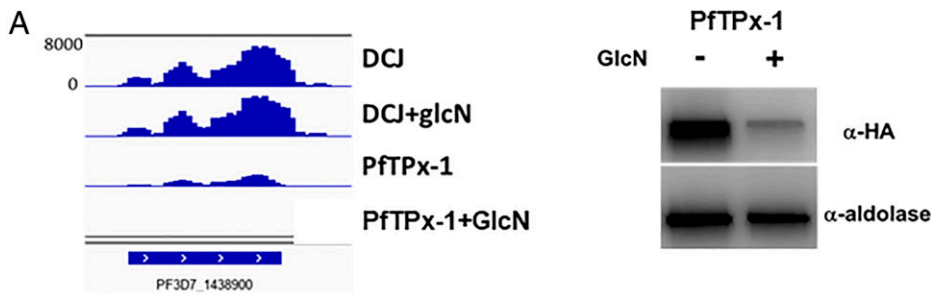 A
8000
0
DCJ
DCJ+glcN
PfTPx-1
PfTPx-1+GlcN
PF3D7_1438900
PfTPx-1
GlcN - +
α-HA
α-aldolase